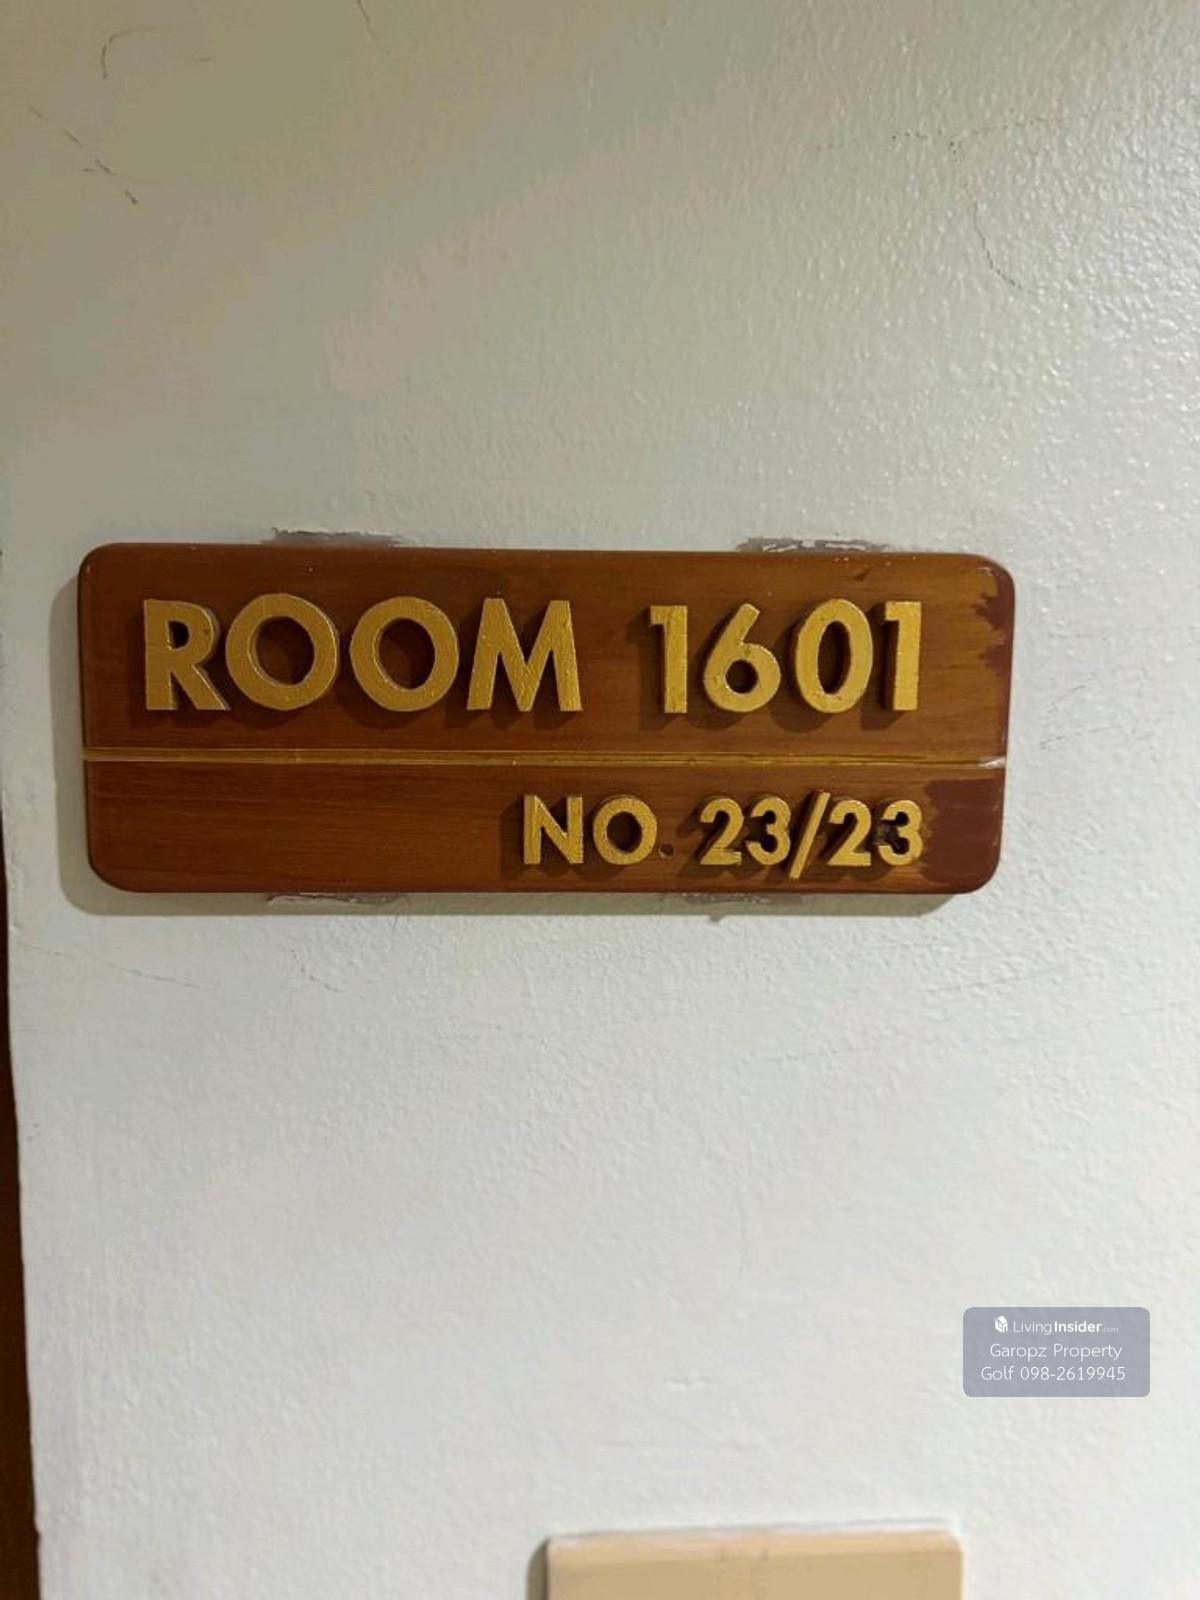 ROOM 1601
NO. 23/23
LivingInsider.com
Garopz Property
Golf 098-2619945